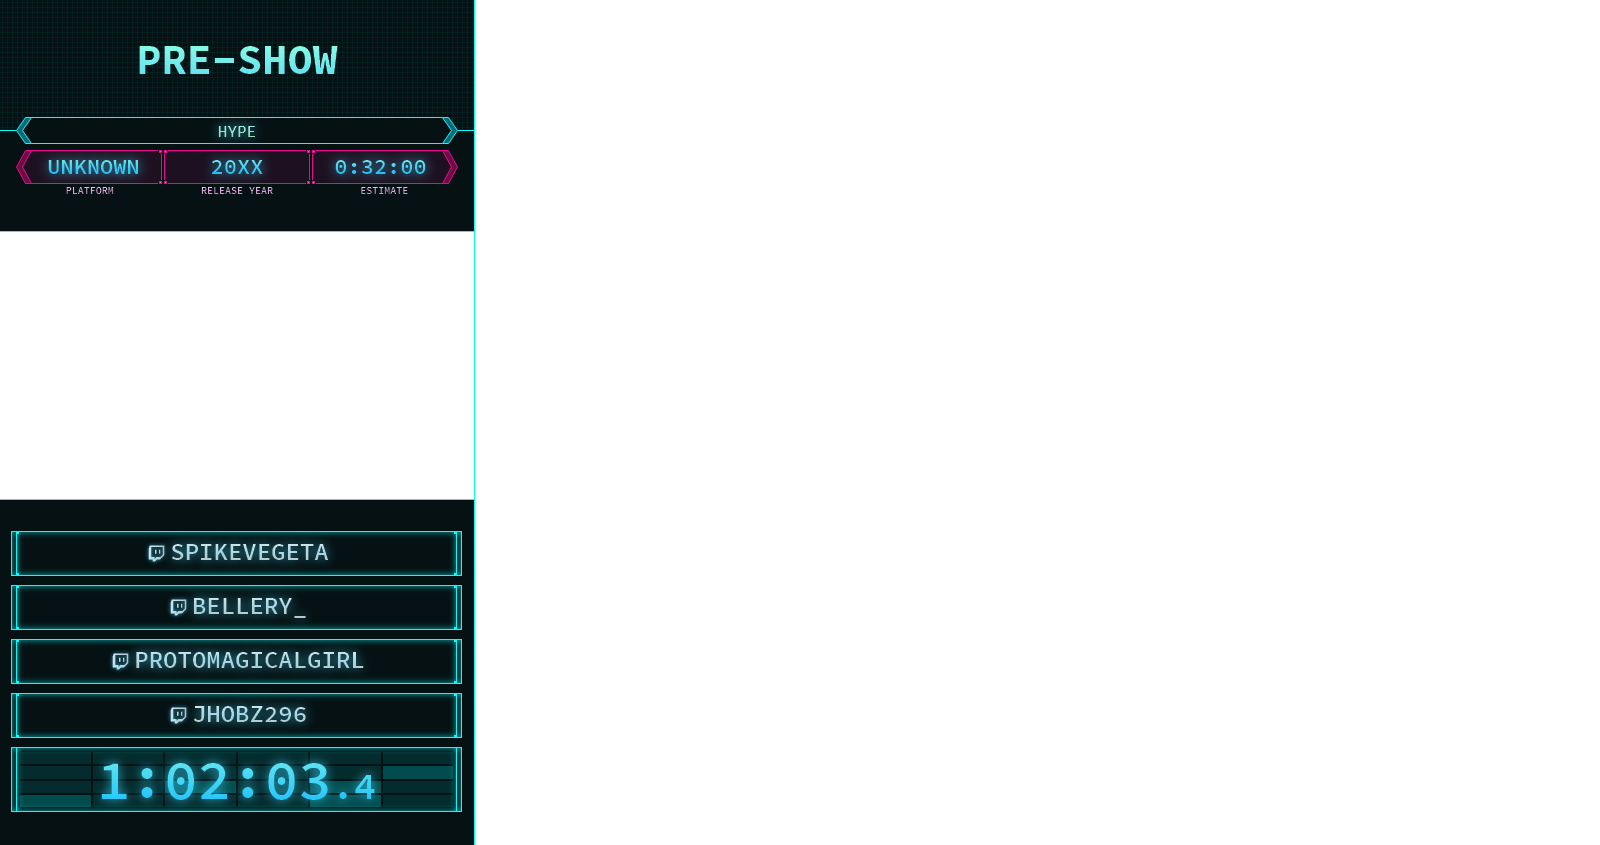 PRE-SHOW
HYPE
UNKNOWN 20XX 0:32:00
PLATFORM RELEASE YEAR ESTIMATE
SPIKEVEGETA
BELLERY_
PROTOMAGICALGIRL
JHOBZ296
1:02:03.4